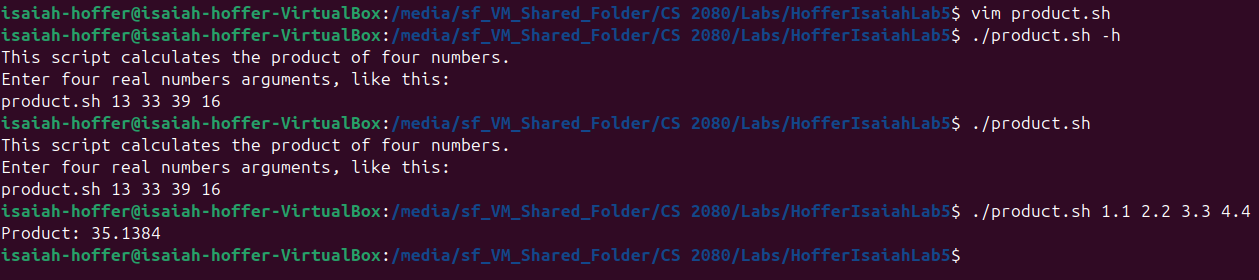 isaiah-hoffer@isaiah-hoffer-VirtualBox:/media/sf_VM_Shared_Folder/CS 2080/Labs/HofferIsaiahLab5$ vim product.sh
isaiah-hoffer@isaiah-hoffer-VirtualBox:/media/sf_VM_Shared_Folder/CS 2080/Labs/HofferIsaiahLab5$ ./product.sh -h
This script calculates the product of four numbers.
Enter four real numbers arguments, like this:
product.sh 13 33 39 16
isaiah-hoffer@isaiah-hoffer-VirtualBox:/media/sf_VM_Shared_Folder/CS 2080/Labs/HofferIsaiahLab5$ ./product.sh
This script calculates the product of four numbers.
Enter four real numbers arguments, like this:
product.sh 13 33 39 16
isaiah-hoffer@isaiah-hoffer-VirtualBox:/media/sf_VM_Shared_Folder/CS 2080/Labs/HofferIsaiahLab5$ ./product.sh 1.1 2.2 3.3 4.4
Product: 35.1384
isaiah-hoffer@isaiah-hoffer-VirtualBox:/media/sf_VM_Shared_Folder/CS 2080/Labs/HofferIsaiahLab5$